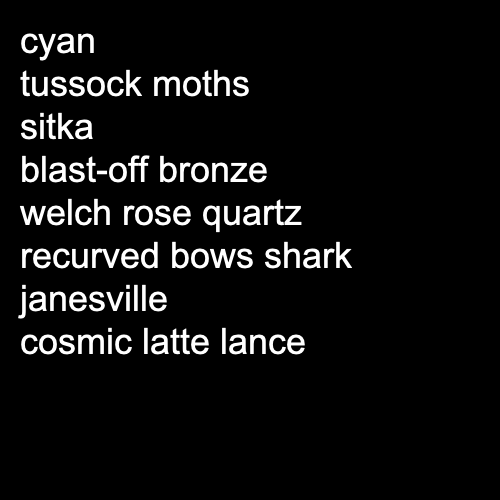 cyan
tussock moths
sitka
blast-off bronze
welch rose quartz
recurved bows shark
janesville
cosmic latte lance